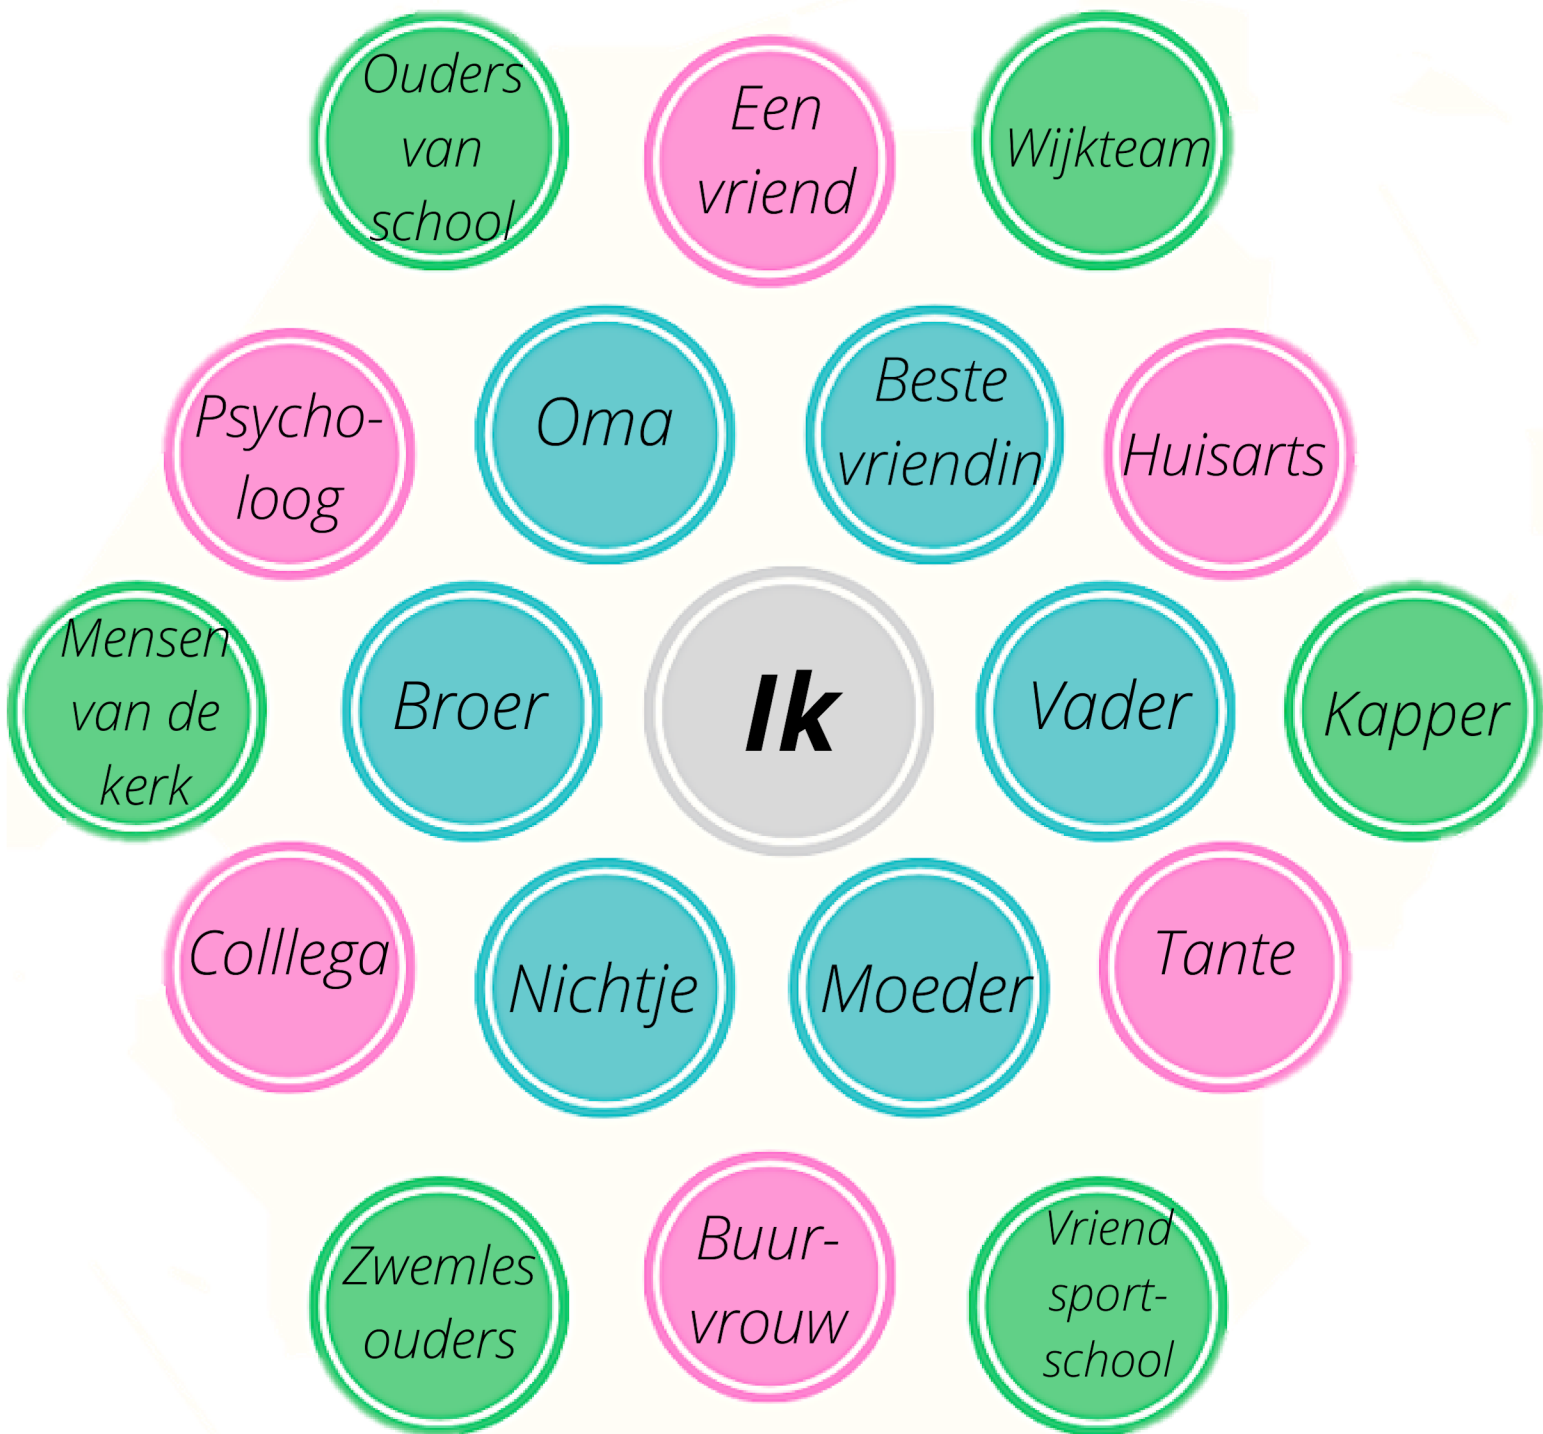 Ouders
van
school
Een
vriend
Wijkteam
Psycho-
loog
Oma
Beste
vriendin
Huisarts
Mensen
van de
kerk
Broer
Ik
Vader
Kapper
Colllega
Nichtje
Moeder
Tante
Zwemles
ouders
Buur-
vrouw
Vriend
sport-
school